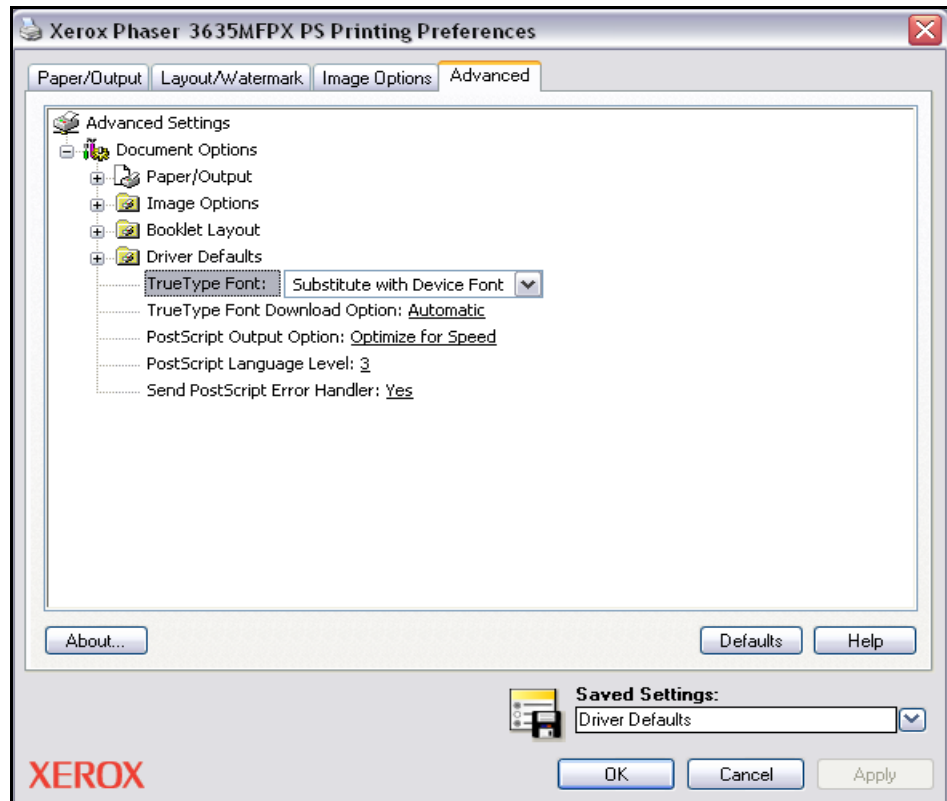 Xerox Phaser 3635MFPX PS Printing Preferences
Paper/Output Layout/Watermark Image Options Advanced
Advanced Settings
Document Options
Paper/Output
Image Options
Booklet Layout
Driver Defaults
TrueType Font: Substitute with Device Font
TrueType Font Download Option: Automatic
PostScript Output Option: Optimize for Speed
PostScript Language Level: 3
Send PostScript Error Handler: Yes
About... Defaults Help
Saved Settings:
Driver Defaults
XEROX OK Cancel Apply